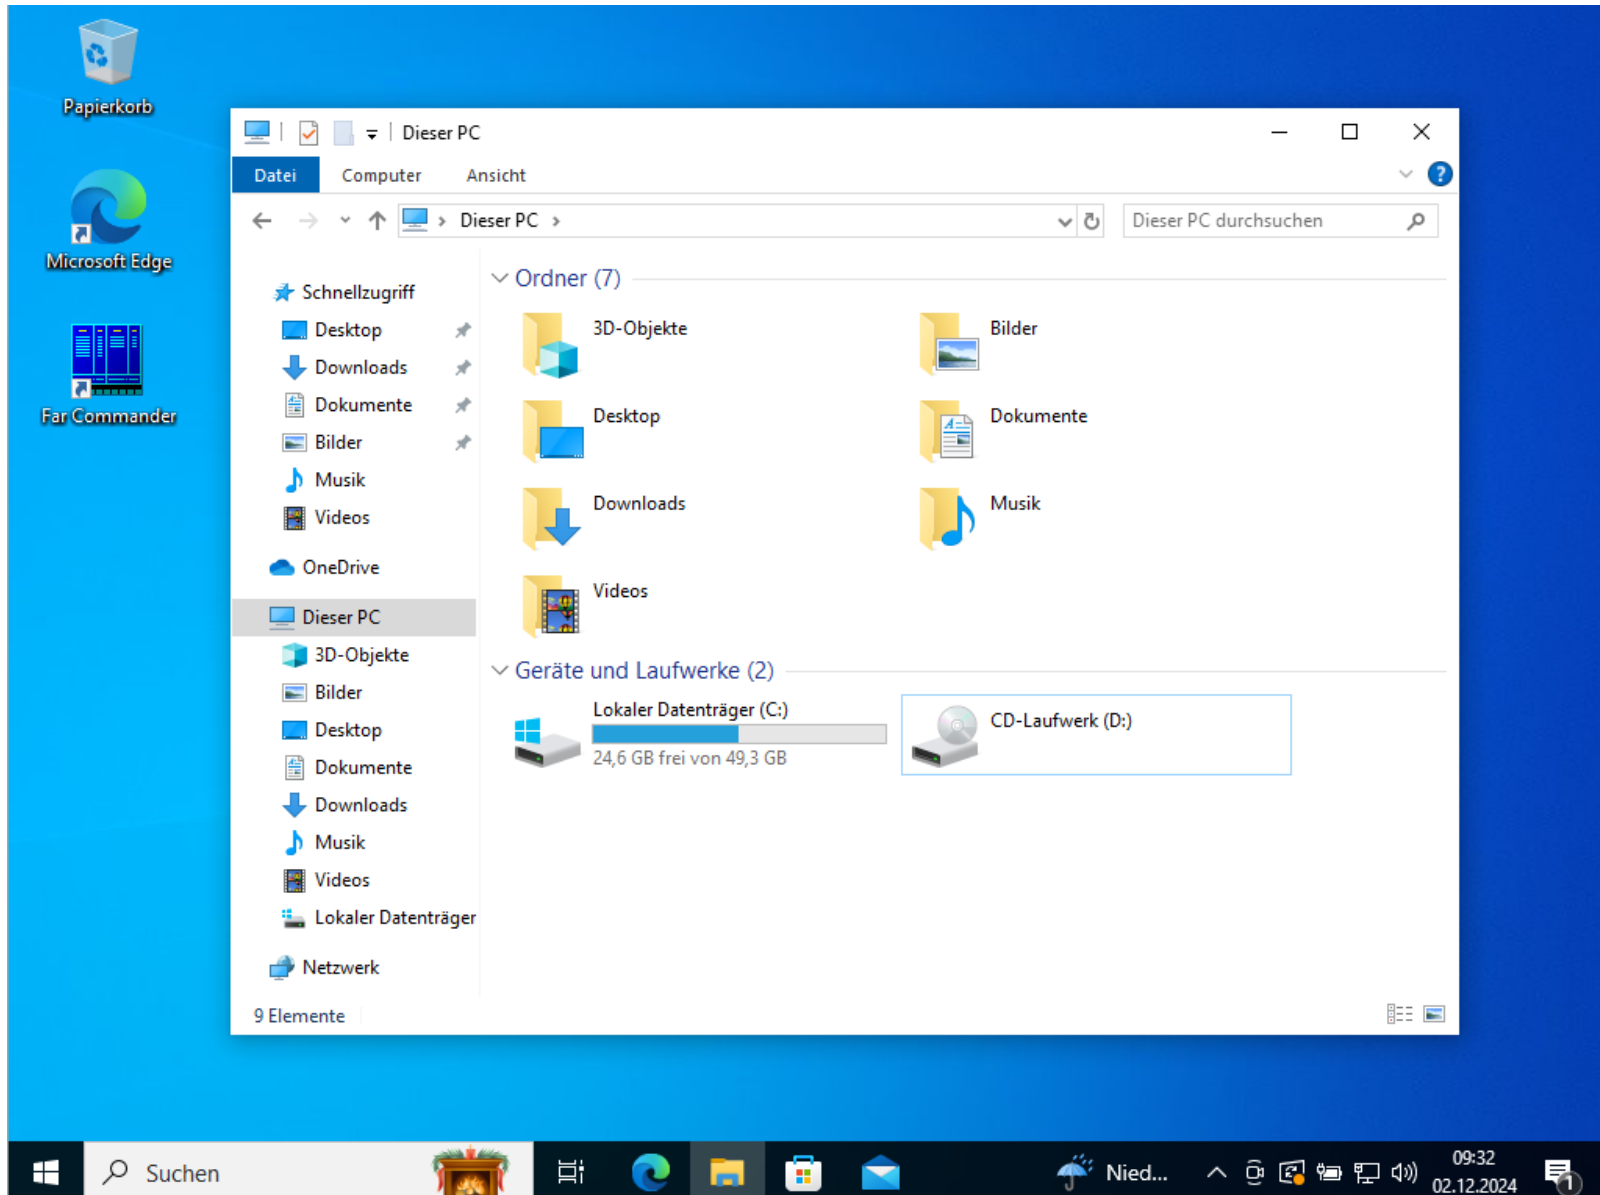 Papierkorb
Microsoft Edge
Far Commander
Dieser PC
Datei Computer Ansicht
Dieser PC
Dieser PC durchsuchen
Schnellzugriff
Desktop
Downloads
Dokumente
Bilder
Musik
Videos
OneDrive
Dieser PC
3D-Objekte
Bilder
Desktop
Dokumente
Downloads
Musik
Videos
Lokaler Datenträger
Netzwerk
Ordner (7)
3D-Objekte
Bilder
Desktop
Dokumente
Downloads
Musik
Videos
Geräte und Laufwerke (2)
Lokaler Datenträger (C:)
24,6 GB frei von 49,3 GB
CD-Laufwerk (D:)
9 Elemente
Suchen
Nied...
09:32
02.12.2024
1